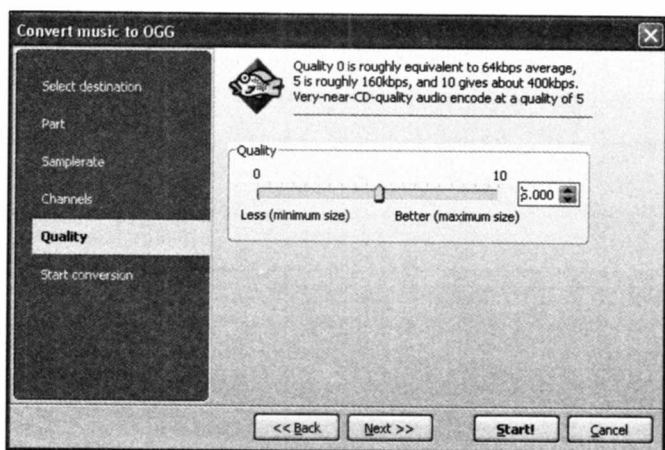 Convert music to OGG
Select destination
Part
Samplerate
Channels
Quality
Start conversion
Quality 0 is roughly equivalent to 64kbps average,
5 is roughly 160kbps, and 10 gives about 400kbps.
Very-near-CD-quality audio encode at a quality of 5
Quality
0 10
5.000
Less (minimum size) Better (maximum size)
<< Back Next >> Start! Cancel